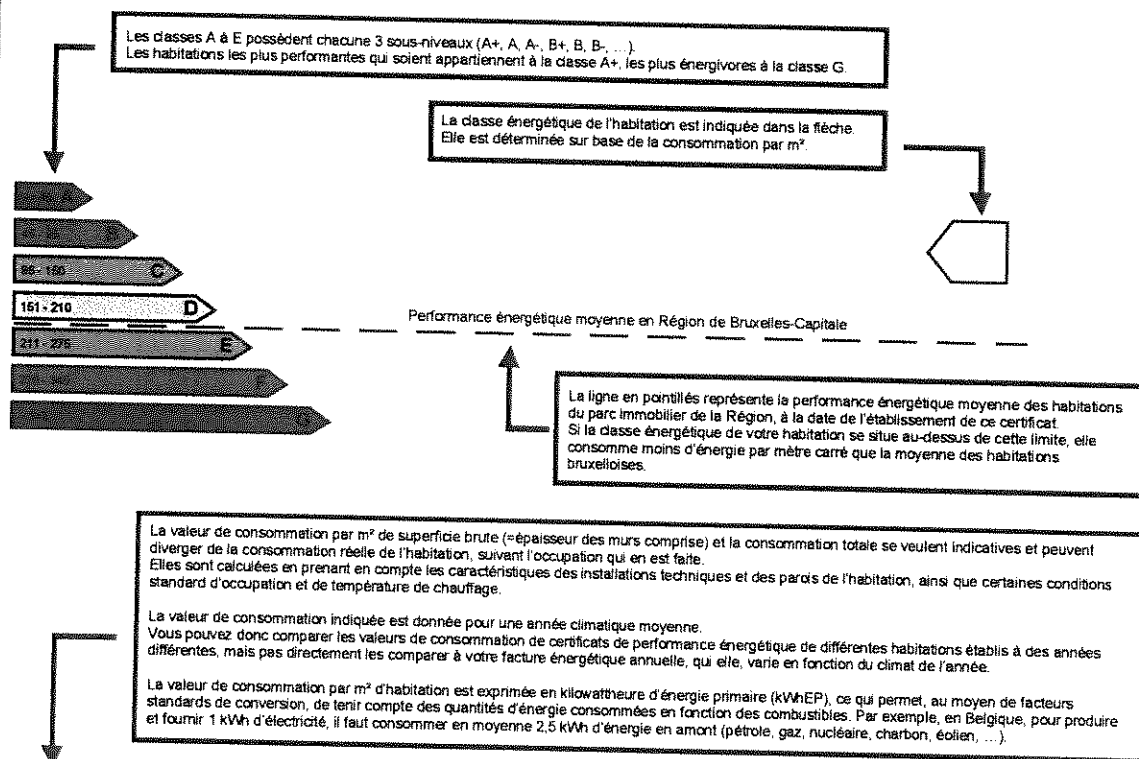 Les classes A à E possèdent chacune 3 sous-niveaux (A+, A, A-, B+, B, B-, ...).
Les habitations les plus performantes qui soient appartiennent à la classe A+, les plus énergivores à la classe G.
La classe énergétique de l'habitation est indiquée dans la flèche.
Elle est déterminée sur base de la consommation par m².
A
B
C
151 - 210 D
Performance énergétique moyenne en Région de Bruxelles-Capitale
211 - 275 E
F
G
La ligne en pointillés représente la performance énergétique moyenne des habitations
du parc immobilier de la Région, à la date de l'établissement de ce certificat.
Si la classe énergétique de votre habitation se situe au-dessus de cette limite, elle
consomme moins d'énergie par mètre carré que la moyenne des habitations
bruxelloises.
La valeur de consommation par m² de superficie brute (=épaisseur des murs comprise) et la consommation totale se veulent indicatives et peuvent
diverger de la consommation réelle de l'habitation, suivant l'occupation qui en est faite.
Elles sont calculées en prenant en compte les caractéristiques des installations techniques et des parois de l'habitation, ainsi que certaines conditions
standard d'occupation et de température de chauffage.
La valeur de consommation indiquée est donnée pour une année climatique moyenne.
Vous pouvez donc comparer les valeurs de consommation de certificats de performance énergétique de différentes habitations établis à des années
différentes, mais pas directement les comparer à votre facture énergétique annuelle, qui elle, varie en fonction du climat de l'année.
La valeur de consommation par m² d'habitation est exprimée en kilowattheure d'énergie primaire (kWhEP), ce qui permet, au moyen de facteurs
standards de conversion, de tenir compte des quantités d'énergie consommées en fonction des combustibles. Par exemple, en Belgique, pour produire
et fournir 1 kWh d'électricité, il faut consommer en moyenne 2,5 kWh d'énergie en amont (pétrole, gaz, nucléaire, charbon, éolien, ...).